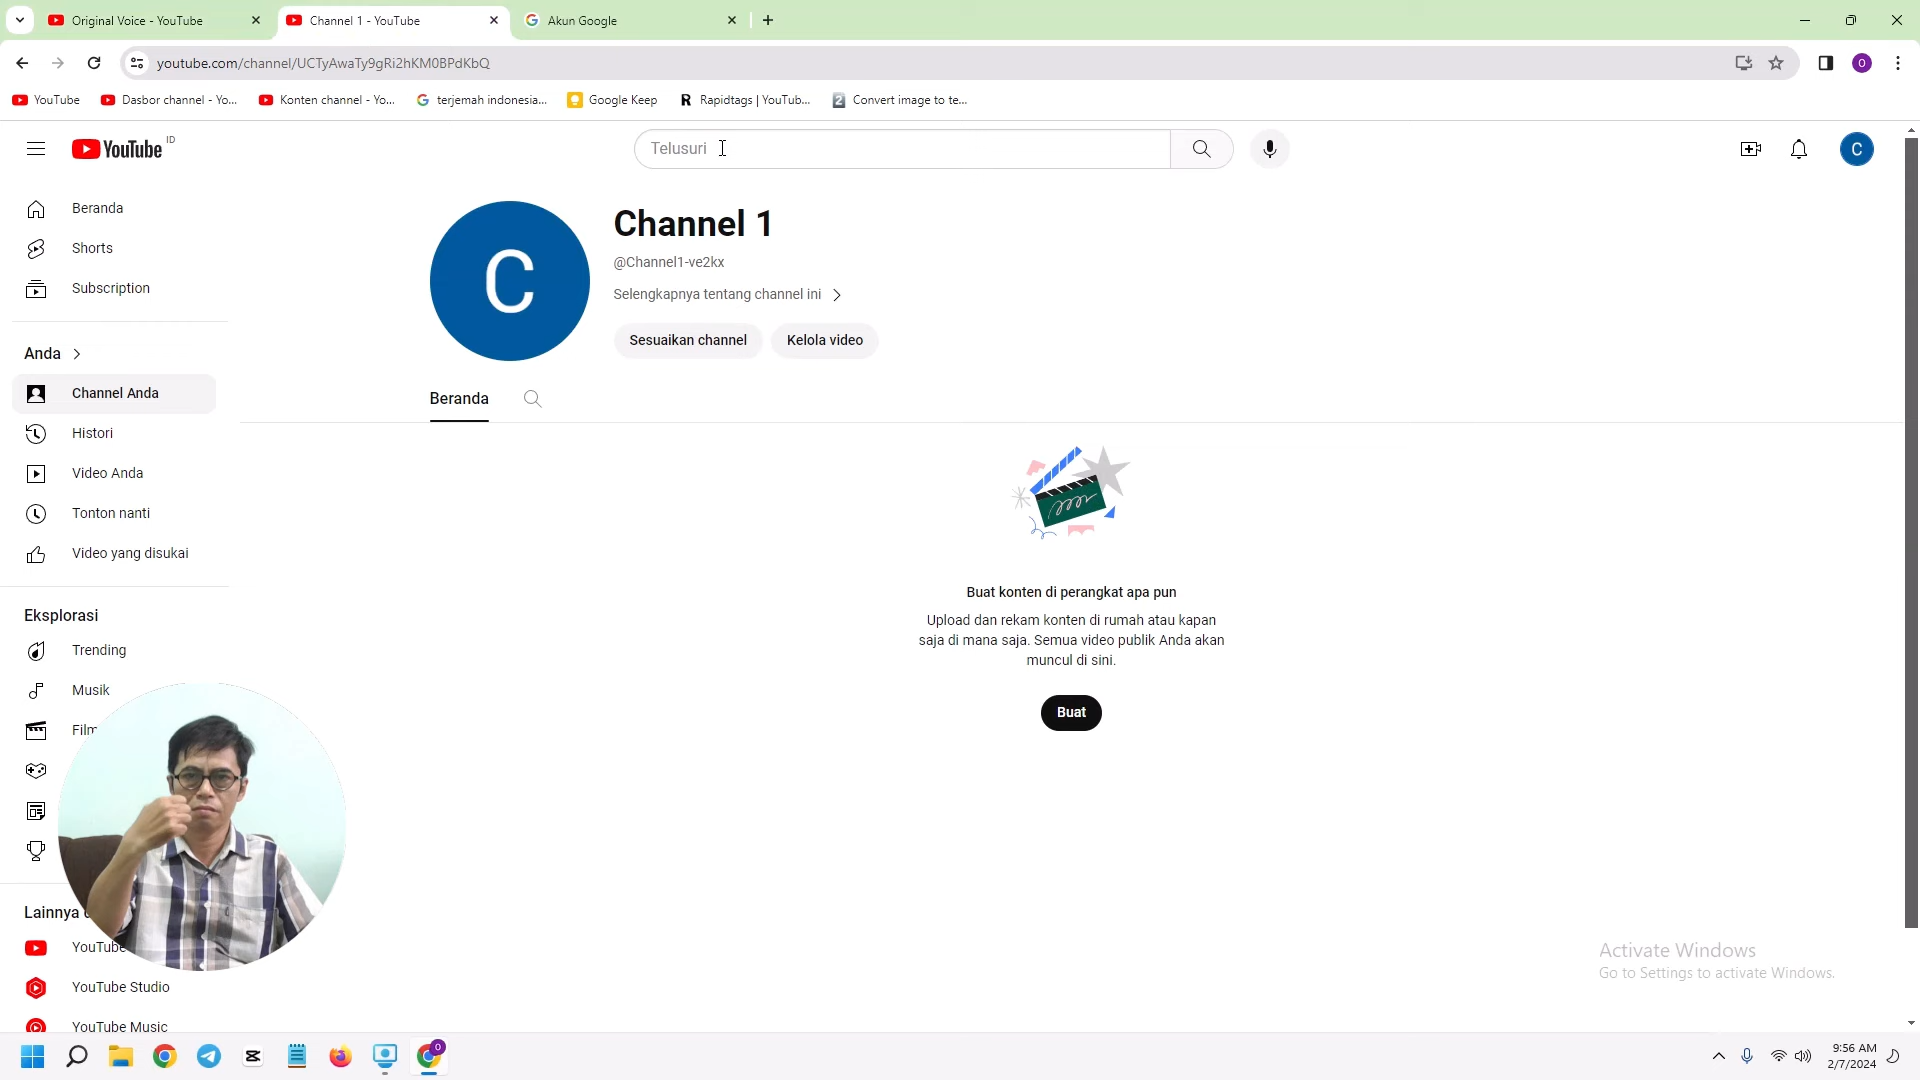 Original Voice - YouTube
Channel 1 - YouTube
Akun Google
youtube.com/channel/UCTyAwaTy9gRi2hKM0BPdKbQ
O
YouTube
Dasbor channel - Yo...
Konten channel - Yo...
terjemah indonesia...
Google Keep
Rapidtags | YouTub...
Convert image to te...
YouTube ID
Telusuri
C
Beranda
Shorts
Subscription
Anda
Channel Anda
Histori
Video Anda
Tonton nanti
Video yang disukai
Eksplorasi
Trending
Musik
Film
Lainnya
YouTube
YouTube Studio
YouTube Music
C
Channel 1
@Channel1-ve2kx
Selengkapnya tentang channel ini
Sesuaikan channel
Kelola video
Beranda
Buat konten di perangkat apa pun
Upload dan rekam konten di rumah atau kapan
saja di mana saja. Semua video publik Anda akan
muncul di sini.
Buat
Activate Windows
Go to Settings to activate Windows.
9:56 AM
2/7/2024